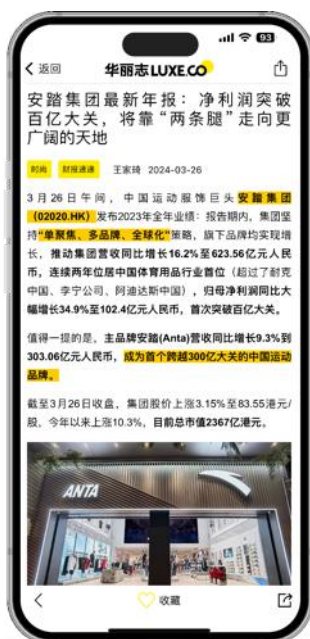 93
返回
华丽志 LUXE.CO
安踏集团最新年报：净利润突破
百亿大关，将靠“两条腿”走向更
广阔的天地
时尚 财报速递 王家琦 2024-03-26
3月26日午间，中国运动服饰巨头安踏集团
(02020.HK)发布2023年全年业绩：报告期内，集团坚
持“单聚焦、多品牌、全球化”策略，旗下品牌均实现增
长，推动集团营收同比增长16.2%至623.56亿元人民
币，连续两年位居中国体育用品行业首位（超过了耐克
中国、李宁公司、阿迪达斯中国），归母净利润同比大
幅增长34.9%至102.4亿元人民币，首次突破百亿大关。
值得一提的是，主品牌安踏(Anta)营收同比增长9.3%到
303.06亿元人民币，成为首个跨越300亿大关的中国运动
品牌。
截至3月26日收盘，集团股价上涨3.15%至83.55港元/
股，今年以来上涨10.3%，目前总市值2367亿港元。
ANTA
收藏